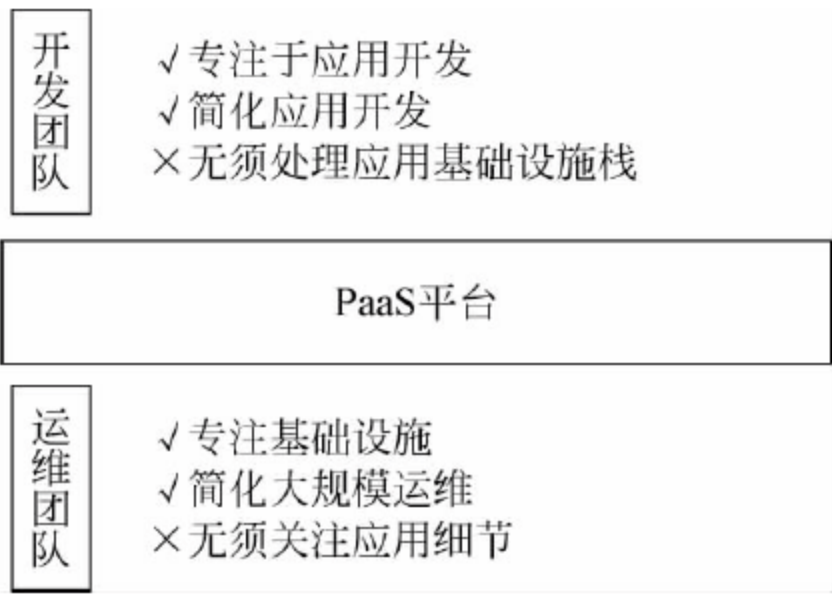 开发团队
√专注于应用开发
√简化应用开发
×无须处理应用基础设施栈
PaaS平台
运维团队
√专注基础设施
√简化大规模运维
×无须关注应用细节